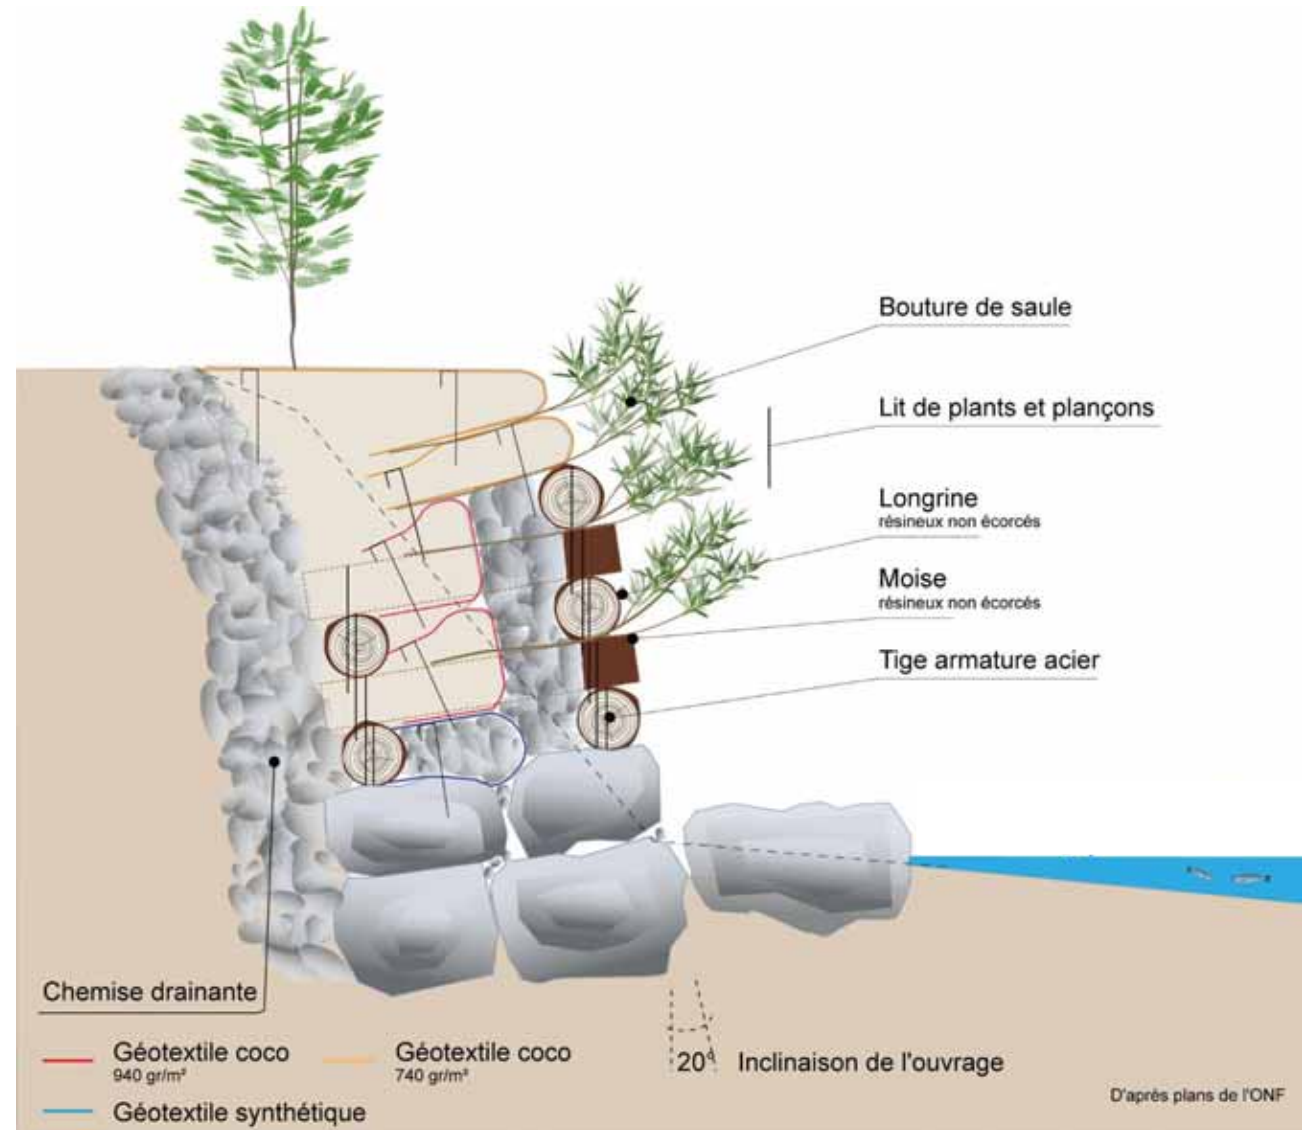 Bouture de saule
Lit de plants et plançons
Longrine
résineux non écorcés
Moise
résineux non écorcés
Tige armature acier
Chemise drainante
Géotextile coco
940 gr/m²
Géotextile coco
740 gr/m²
Géotextile synthétique
20°
Inclinaison de l'ouvrage
D'après plans de l'ONF